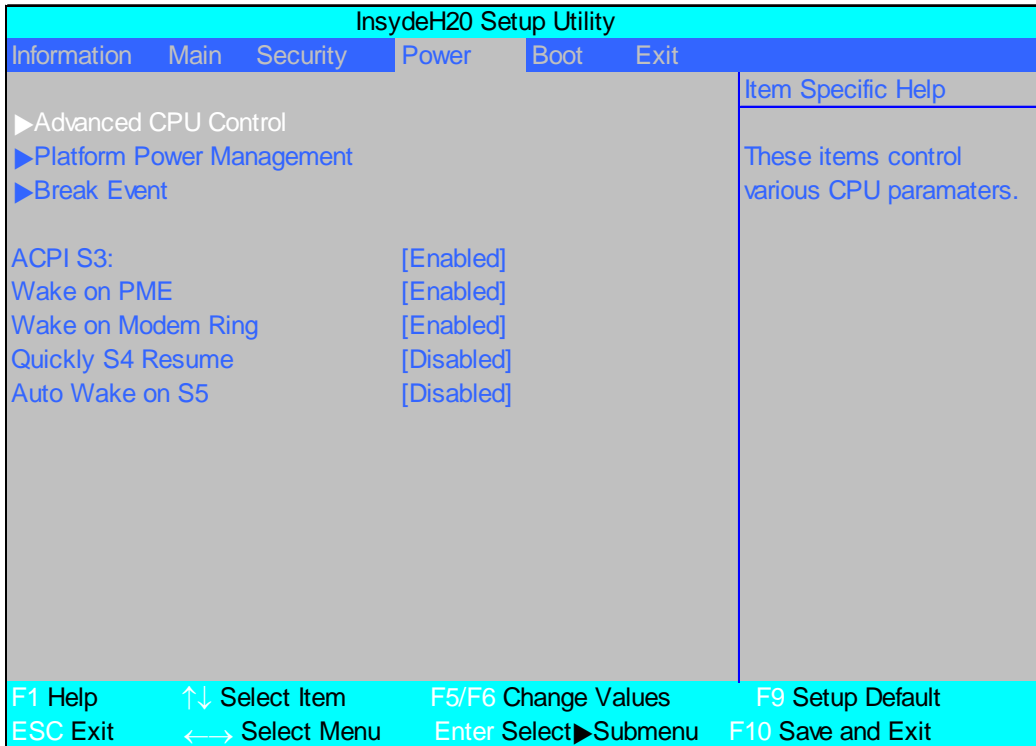 InsydeH20 Setup Utility
Information Main Security Power Boot Exit
Item Specific Help
▶Advanced CPU Control
▶Platform Power Management
▶Break Event
These items control
various CPU paramaters.
ACPI S3: [Enabled]
Wake on PME [Enabled]
Wake on Modem Ring [Enabled]
Quickly S4 Resume [Disabled]
Auto Wake on S5 [Disabled]
F1 Help ↑↓ Select Item F5/F6 Change Values F9 Setup Default
ESC Exit ←→ Select Menu Enter Select▶Submenu F10 Save and Exit